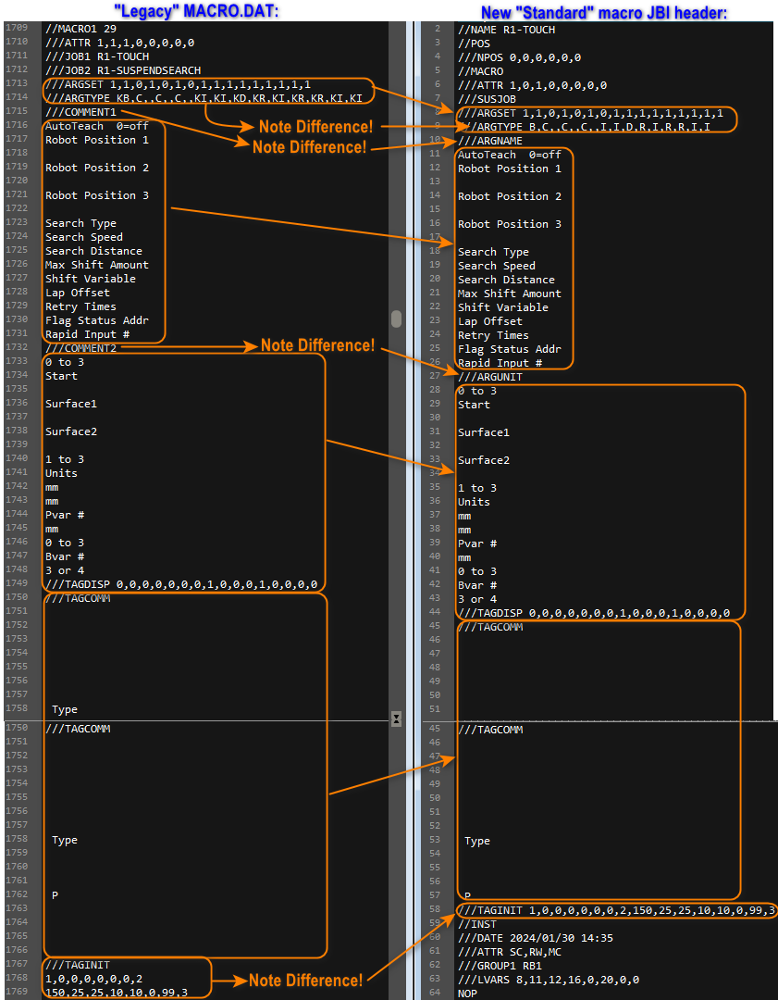 "Legacy" MACRO.DAT:
1709 //MACRO1 29
1710 ///ATTR 1,1,1,0,0,0,0,0
1711 ///JOB1 R1-TOUCH
1712 ///JOB2 R1-SUSPENDSEARCH
1713 ///ARGSET 1,1,0,1,0,1,0,1,1,1,1,1,1,1,1,1
1714 ///ARGTYPE KB,C,,C,,C,,KI,KI,KD,KR,KI,KR,KR,KI,KI
1715 ///COMMENT1
1716 AutoTeach  0=off
1717 Robot Position 1
1718
1719 Robot Position 2
1720
1721 Robot Position 3
1722
1723 Search Type
1724 Search Speed
1725 Search Distance
1726 Max Shift Amount
1727 Shift Variable
1728 Lap Offset
1729 Retry Times
1730 Flag Status Addr
1731 Rapid Input #
1732 ///COMMENT2
1733 0 to 3
1734 Start
1735
1736 Surface1
1737
1738 Surface2
1739
1740 1 to 3
1741 Units
1742 mm
1743 mm
1744 Pvar #
1745 mm
1746 0 to 3
1747 Bvar #
1748 3 or 4
1749 ///TAGDISP 0,0,0,0,0,0,0,1,0,0,0,1,0,0,0,0
1750 ///TAGCOMM
1751
1752
1753
1754
1755
1756
1757
1758 Type
1750 ///TAGCOMM
1751
1752
1753
1754
1755
1756
1757
1758 Type
1759
1760
1761
1762 P
1763
1764
1765
1766
1767 ///TAGINIT
1768 1,0,0,0,0,0,0,2
1769 150,25,25,10,10,0,99,3
Note Difference!
Note Difference!
Note Difference!
Note Difference!
New "Standard" macro JBI header:
2 //NAME R1-TOUCH
3 //POS
4 ///NPOS 0,0,0,0,0,0
5 //MACRO
6 ///ATTR 1,0,1,0,0,0,0,0
7 ///SUSJOB
8 ///ARGSET 1,1,0,1,0,1,0,1,1,1,1,1,1,1,1,1
9 ///ARGTYPE B,C,,C,,C,,I,I,D,R,I,R,R,I,I
10 ///ARGNAME
11 AutoTeach  0=off
12 Robot Position 1
13
14 Robot Position 2
15
16 Robot Position 3
17
18 Search Type
19 Search Speed
20 Search Distance
21 Max Shift Amount
22 Shift Variable
23 Lap Offset
24 Retry Times
25 Flag Status Addr
26 Rapid Input #
27 ///ARGUNIT
28 0 to 3
29 Start
30
31 Surface1
32
33 Surface2
34
35 1 to 3
36 Units
37 mm
38 mm
39 Pvar #
40 mm
41 0 to 3
42 Bvar #
43 3 or 4
44 ///TAGDISP 0,0,0,0,0,0,0,1,0,0,0,1,0,0,0,0
45 ///TAGCOMM
46
47
48
49
50
51
45 ///TAGCOMM
46
47
48
49
50
51
52
53 Type
54
55
56
57 P
58 ///TAGINIT 1,0,0,0,0,0,0,2,150,25,25,10,10,0,99,3
59 //INST
60 ///DATE 2024/01/30 14:35
61 ///ATTR SC,RW,MC
62 ///GROUP1 RB1
63 ///LVARS 8,11,12,16,0,20,0,0
64 NOP